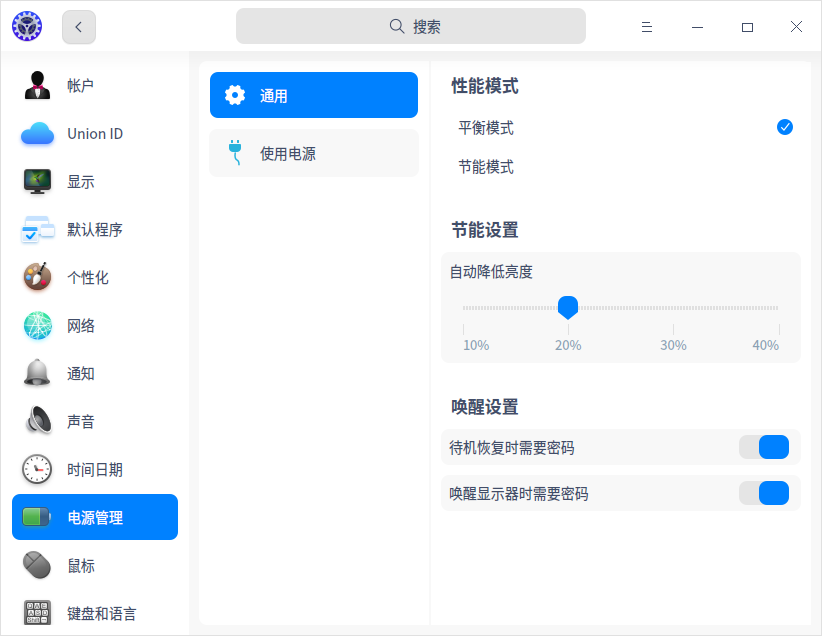 搜索
帐户
Union ID
显示
默认程序
个性化
网络
通知
声音
时间日期
电源管理
鼠标
键盘和语言
通用
使用电源
性能模式
平衡模式
节能模式
节能设置
自动降低亮度
10% 20% 30% 40%
唤醒设置
待机恢复时需要密码
唤醒显示器时需要密码